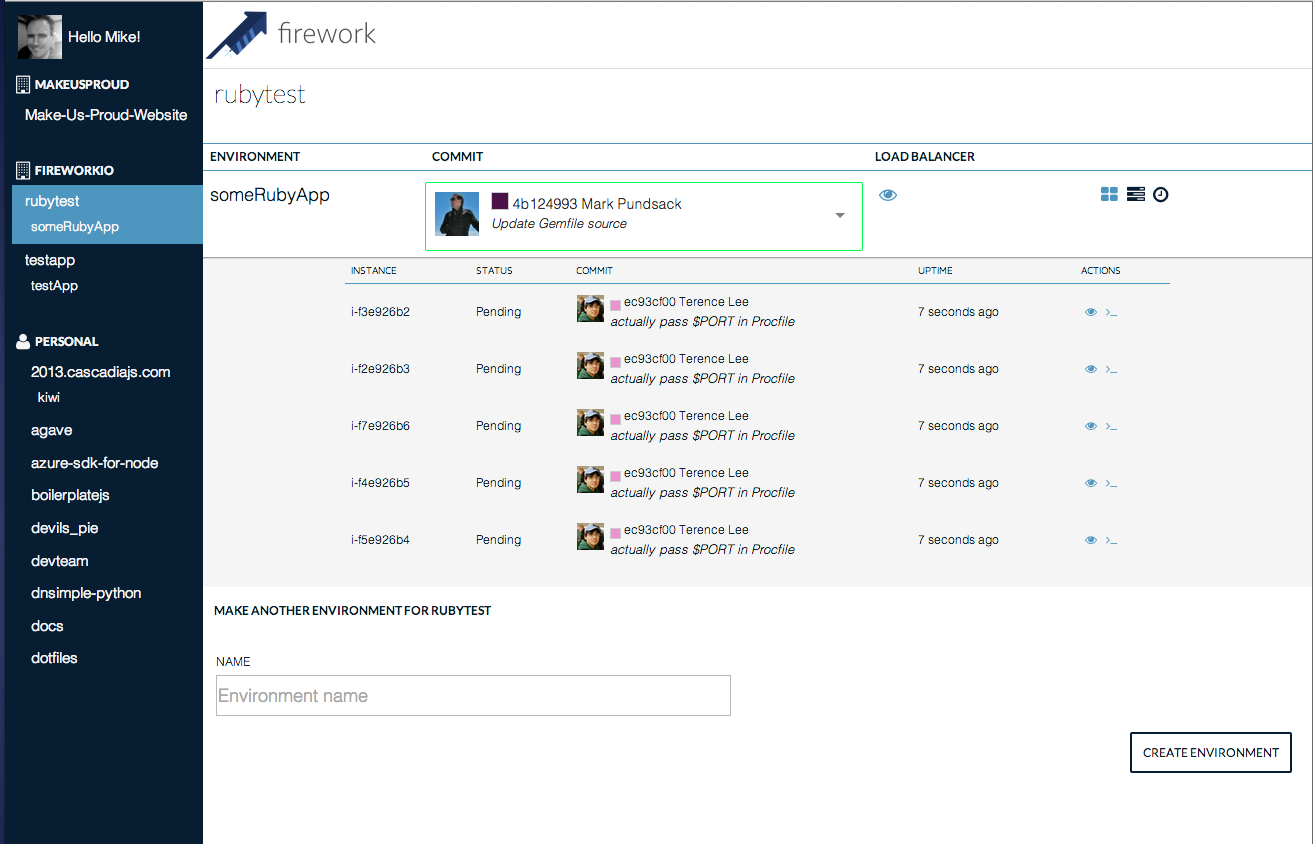 Hello Mike!
MAKEUSPROUD
Make-Us-Proud-Website
FIREWORKIO
rubytest
someRubyApp
testapp
testApp
PERSONAL
2013.cascadiajs.com
kiwi
agave
azure-sdk-for-node
boilerplatejs
devils_pie
devteam
dnsimple-python
docs
dotfiles
firework
rubytest
ENVIRONMENT COMMIT LOAD BALANCER
someRubyApp
4b124993 Mark Pundsack
Update Gemfile source
INSTANCE STATUS COMMIT UPTIME ACTIONS
i-f3e926b2 Pending ec93cf00 Terence Lee 7 seconds ago
actually pass $PORT in Procfile
i-f2e926b3 Pending ec93cf00 Terence Lee 7 seconds ago
actually pass $PORT in Procfile
i-f7e926b6 Pending ec93cf00 Terence Lee 7 seconds ago
actually pass $PORT in Procfile
i-f4e926b5 Pending ec93cf00 Terence Lee 7 seconds ago
actually pass $PORT in Procfile
i-f5e926b4 Pending ec93cf00 Terence Lee 7 seconds ago
actually pass $PORT in Procfile
MAKE ANOTHER ENVIRONMENT FOR RUBYTEST
NAME
Environment name
CREATE ENVIRONMENT